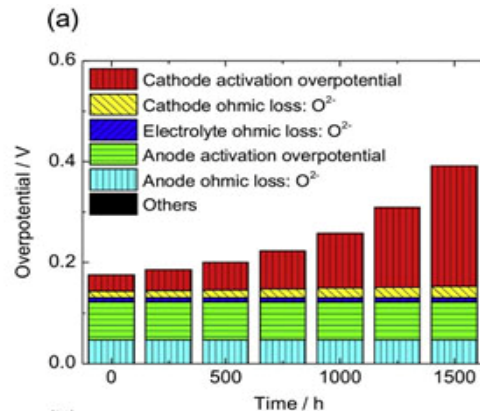 (a)
0.6
Cathode activation overpotential
Cathode ohmic loss: O²⁻
Electrolyte ohmic loss: O²⁻
0.4
Anode activation overpotential
Anode ohmic loss: O²⁻
Others
Overpotential / V
0.2
0.0
0 500 1000 1500
Time / h